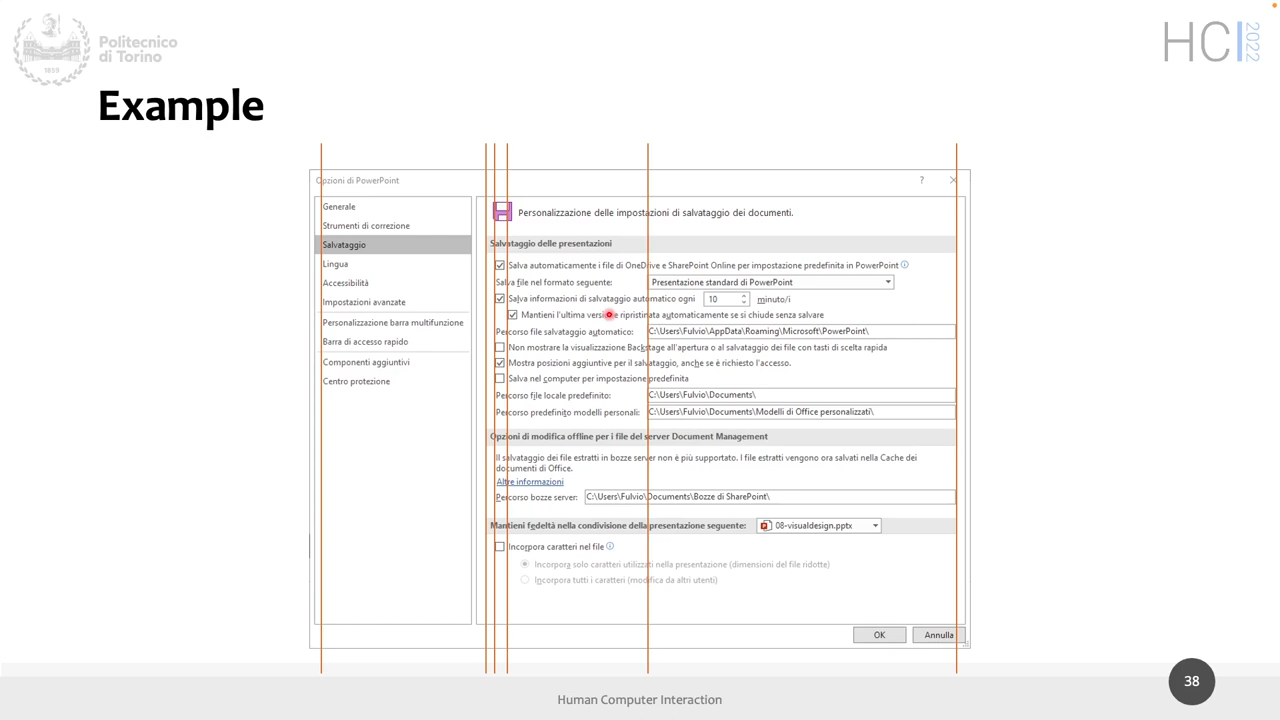 Politecnico
di Torino
1859
HCI 2022
Example
Opzioni di PowerPoint
?
Generale
Strumenti di correzione
Salvataggio
Lingua
Accessibilità
Impostazioni avanzate
Personalizzazione barra multifunzione
Barra di accesso rapido
Componenti aggiuntivi
Centro protezione
Personalizzazione delle impostazioni di salvataggio dei documenti.
Salvataggio delle presentazioni
Salva automaticamente i file di OneDrive e SharePoint Online per impostazione predefinita in PowerPoint
Salva file nel formato seguente: Presentazione standard di PowerPoint
Salva informazioni di salvataggio automatico ogni 10 minuto/i
Mantieni l'ultima versione ripristinata automaticamente se si chiude senza salvare
Percorso file salvataggio automatico: C:\Users\Fulvio\AppData\Roaming\Microsoft\PowerPoint\
Non mostrare la visualizzazione Backstage all'apertura o al salvataggio dei file con tasti di scelta rapida
Mostra posizioni aggiuntive per il salvataggio, anche se è richiesto l'accesso.
Salva nel computer per impostazione predefinita
Percorso file locale predefinito: C:\Users\Fulvio\Documents\
Percorso predefinito modelli personali: C:\Users\Fulvio\Documents\Modelli di Office personalizzati\
Opzioni di modifica offline per i file del server Document Management
Il salvataggio dei file estratti in bozze server non è più supportato. I file estratti vengono ora salvati nella Cache dei
documenti di Office.
Altre informazioni
Percorso bozze server: C:\Users\Fulvio\Documents\Bozze di SharePoint\
Mantieni fedeltà nella condivisione della presentazione seguente: 08-visualdesign.pptx
Incorpora caratteri nel file
Incorpora solo caratteri utilizzati nella presentazione (dimensioni del file ridotte)
Incorpora tutti i caratteri (modifica da altri utenti)
OK Annulla
Human Computer Interaction
38